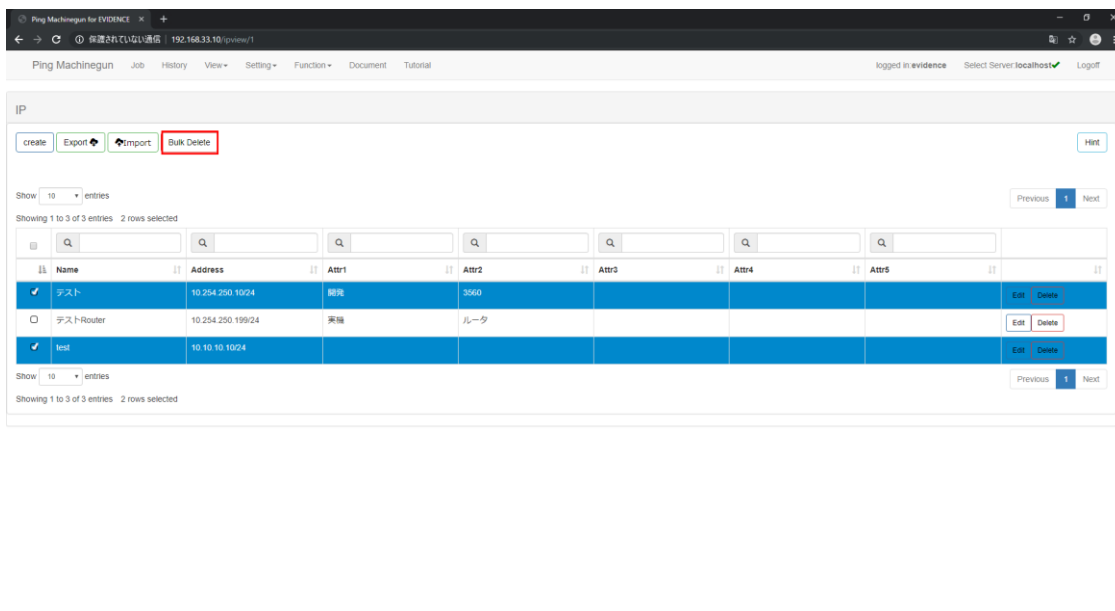 Ping Machinegun for EVIDENCE
保護されていない通信 | 192.168.33.10/ipview/1
Ping Machinegun Job History View Setting Function Document Tutorial logged in:evidence Select Server:localhost Logoff
IP
create Export Import Bulk Delete Hint
Show 10 entries Previous 1 Next
Showing 1 to 3 of 3 entries 2 rows selected
Name Address Attr1 Attr2 Attr3 Attr4 Attr5
テスト 10.254.250.10/24 開発 3560 Edit Delete
テストRouter 10.254.250.199/24 実機 ルータ Edit Delete
test 10.10.10.10/24 Edit Delete
Show 10 entries Previous 1 Next
Showing 1 to 3 of 3 entries 2 rows selected